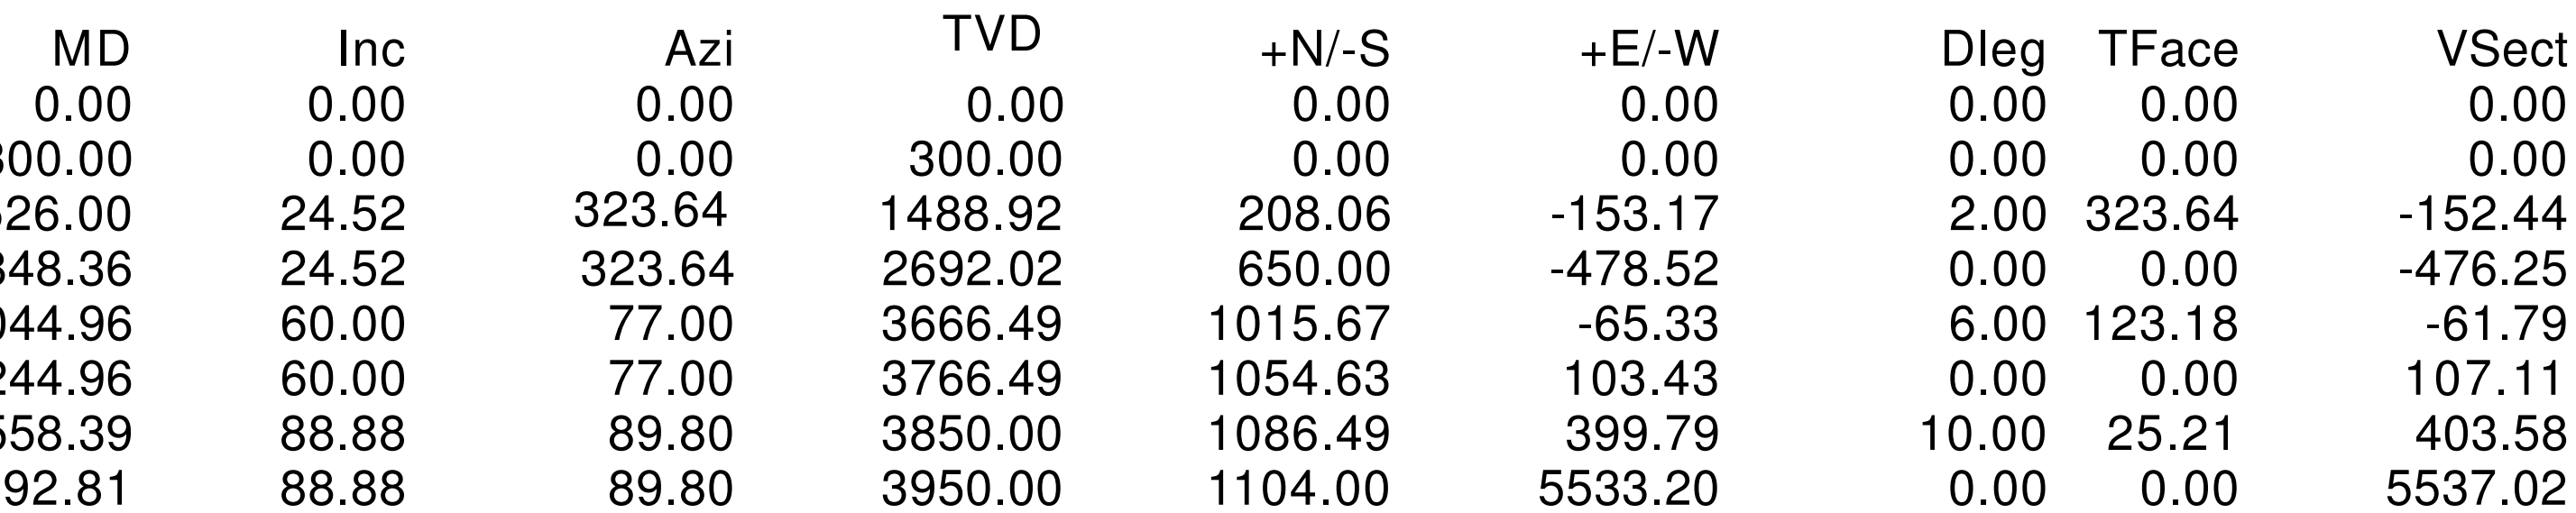 MD Inc Azi TVD +N/-S +E/-W Dleg TFace VSect
0.00 0.00 0.00 0.00 0.00 0.00 0.00 0.00 0.00
300.00 0.00 0.00 300.00 0.00 0.00 0.00 0.00 0.00
26.00 24.52 323.64 1488.92 208.06 -153.17 2.00 323.64 -152.44
48.36 24.52 323.64 2692.02 650.00 -478.52 0.00 0.00 -476.25
44.96 60.00 77.00 3666.49 1015.67 -65.33 6.00 123.18 -61.79
44.96 60.00 77.00 3766.49 1054.63 103.43 0.00 0.00 107.11
58.39 88.88 89.80 3850.00 1086.49 399.79 10.00 25.21 403.58
92.81 88.88 89.80 3950.00 1104.00 5533.20 0.00 0.00 5537.02